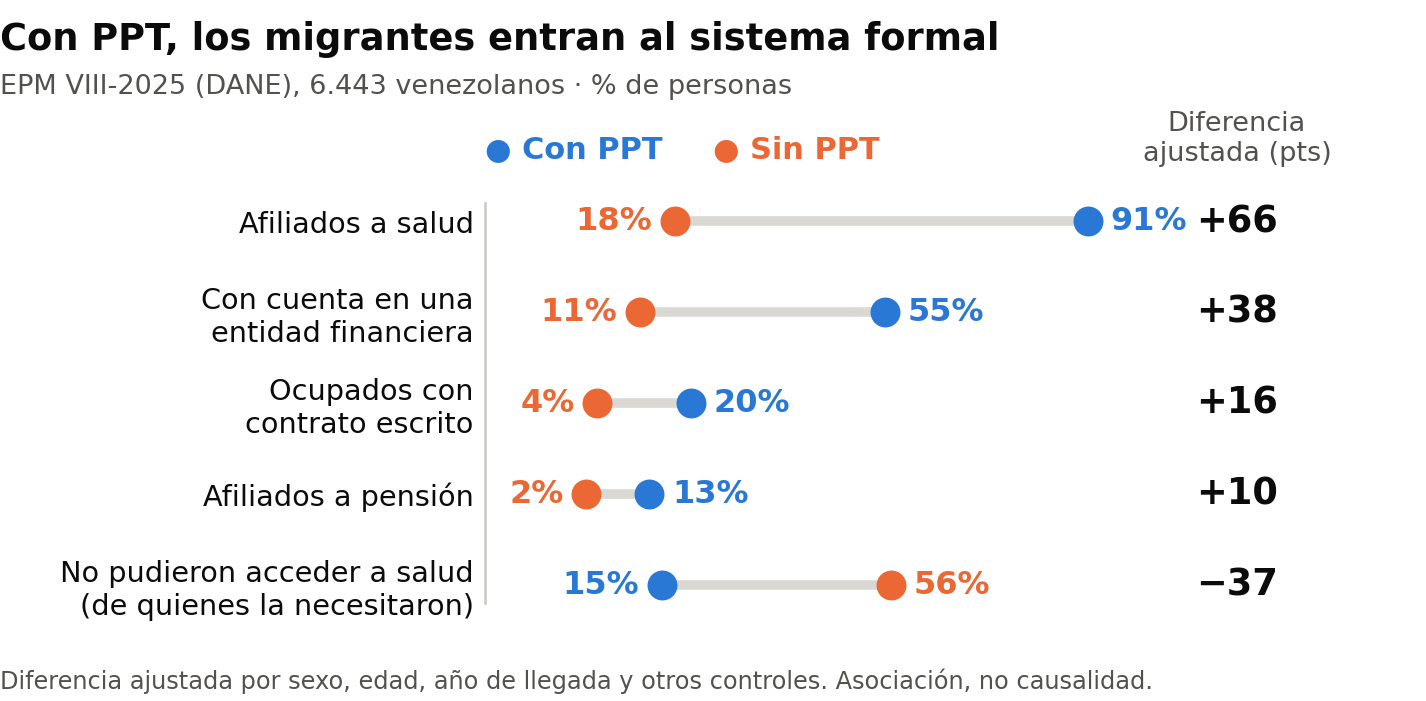 Con PPT, los migrantes entran al sistema formal
EPM VIII-2025 (DANE), 6.443 venezolanos · % de personas
Diferencia
ajustada (pts)
Con PPT Sin PPT
Afiliados a salud 18% 91% +66
Con cuenta en una
entidad financiera
11% 55% +38
Ocupados con
contrato escrito
4% 20% +16
Afiliados a pensión 2% 13% +10
No pudieron acceder a salud
(de quienes la necesitaron)
15% 56% −37
Diferencia ajustada por sexo, edad, año de llegada y otros controles. Asociación, no causalidad.